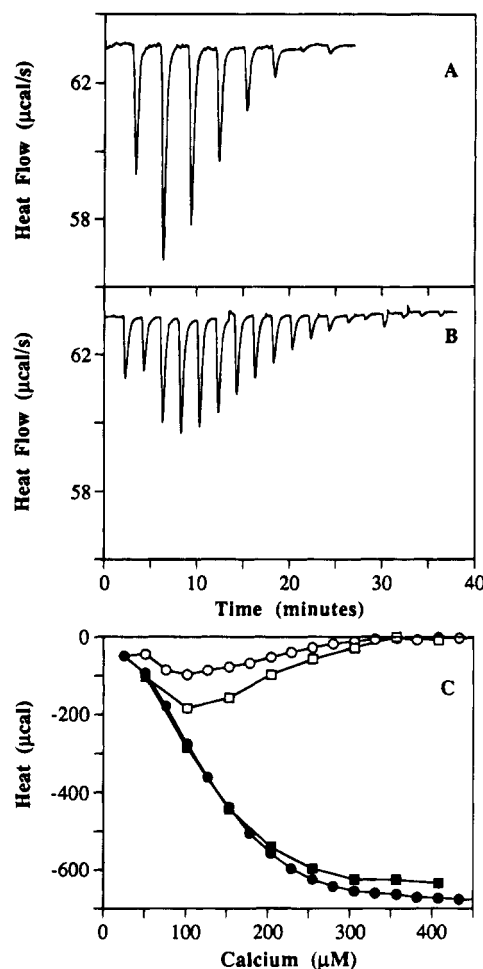 A
62
58
Heat Flow (μcal/s)
B
62
58
Heat Flow (μcal/s)
0 10 20 30 40
Time (minutes)
C
0
-200
-400
-600
Heat (μcal)
0 100 200 300 400
Calcium (μM)